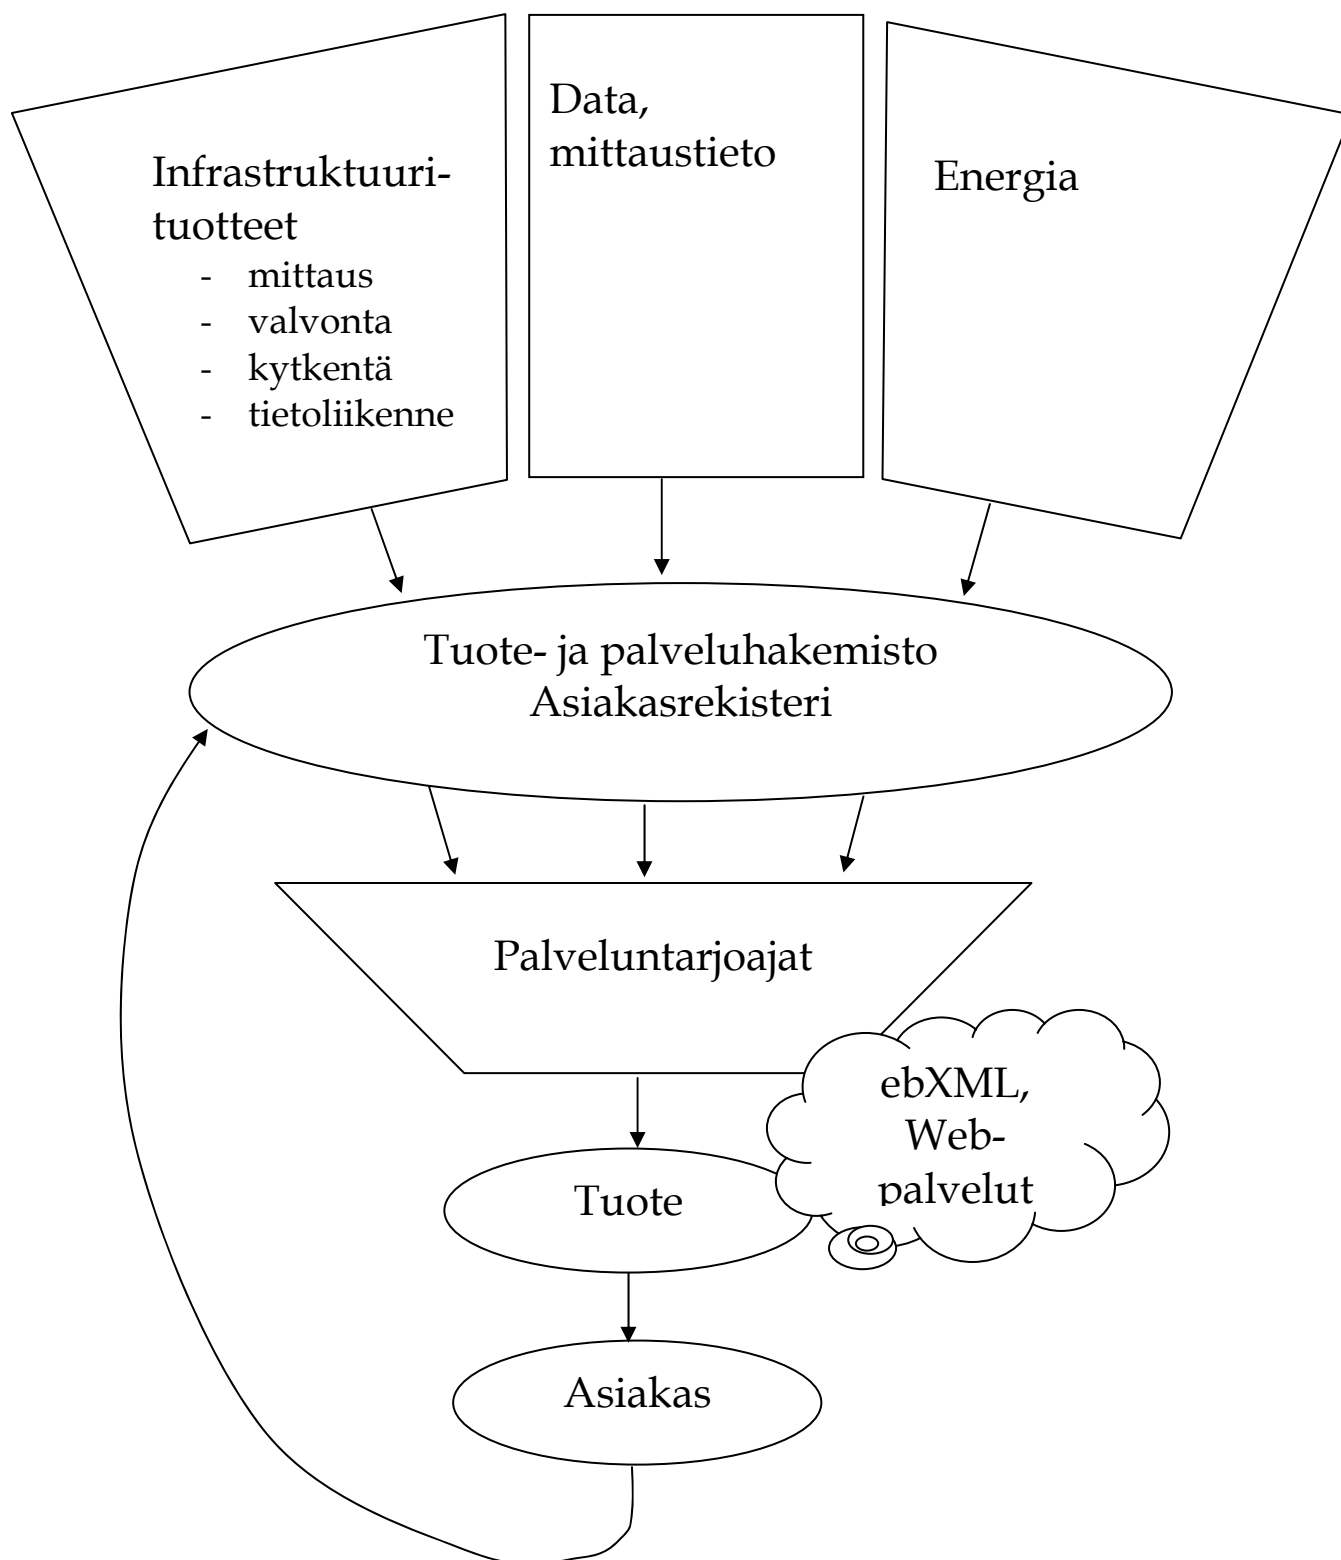 Infrastruktuuri-
tuotteet
- mittaus
- valvonta
- kytkentä
- tietoliikenne
Data,
mittaustieto
Energia
Tuote- ja palveluhakemisto
Asiakasrekisteri
Palveluntarjoajat
ebXML,
Web-
palvelut
Tuote
Asiakas